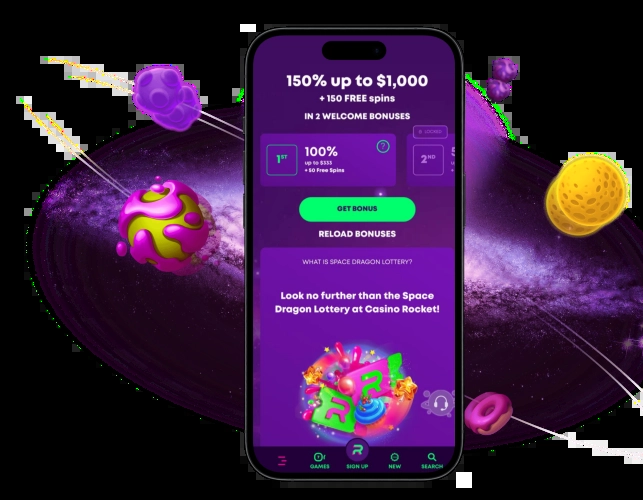 150% up to $1,000
+ 150 FREE spins
IN 2 WELCOME BONUSES
LOCKED
1ST
100%
up to $333
+ 50 Free Spins
?
2ND
GET BONUS
RELOAD BONUSES
WHAT IS SPACE DRAGON LOTTERY?
Look no further than the Space
Dragon Lottery at Casino Rocket!
GAMES
SIGN UP
NEW
SEARCH